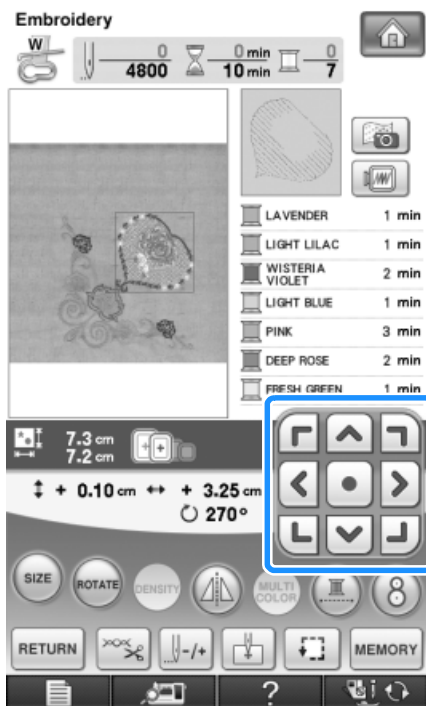 Embroidery
W
0 0 min 0
4800 10 min 7
LAVENDER 1 min
LIGHT LILAC 1 min
WISTERIA
VIOLET 2 min
LIGHT BLUE 1 min
PINK 3 min
DEEP ROSE 2 min
FRESH GREEN 1 min
7.3 cm
7.2 cm
+ 0.10 cm + 3.25 cm
270°
SIZE ROTATE DENSITY MULTI
COLOR 8
RETURN -/+ MEMORY
?